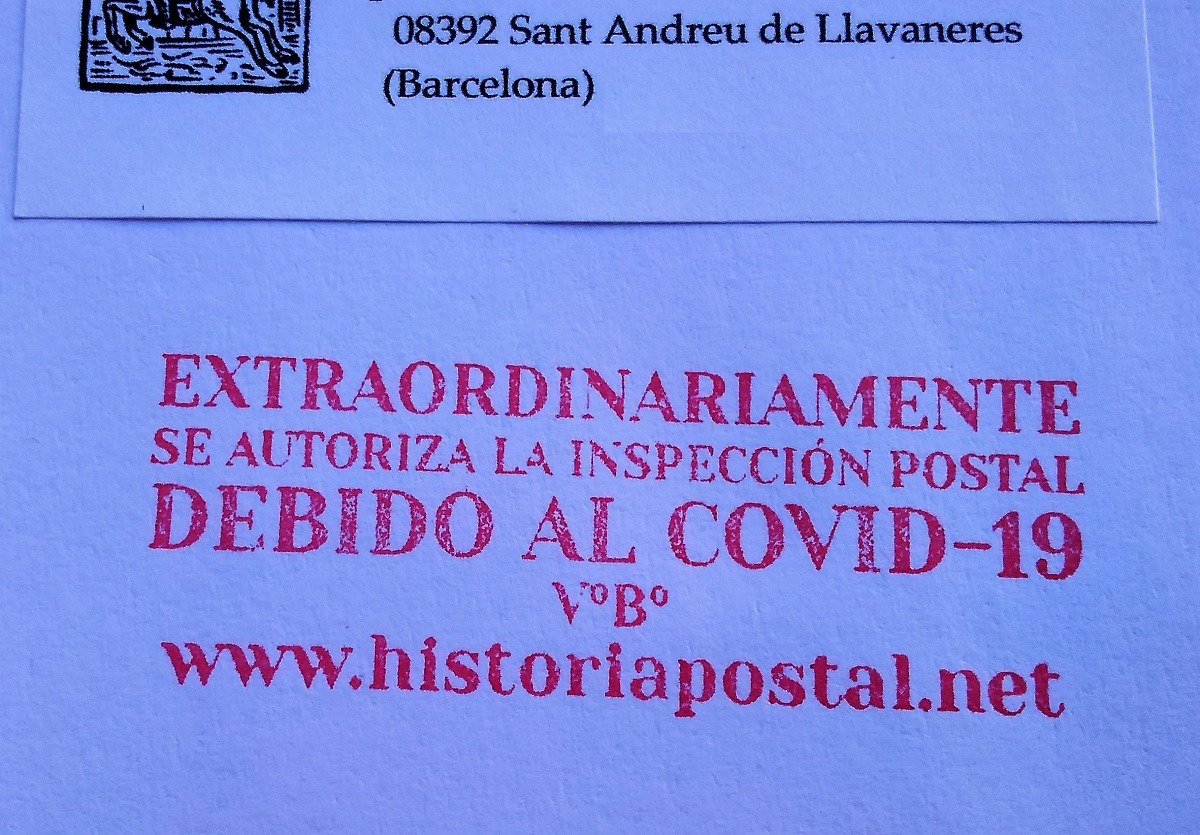 08392 Sant Andreu de Llavaneres
(Barcelona)
EXTRAORDINARIAMENTE
SE AUTORIZA LA INSPECCIÓN POSTAL
DEBIDO AL COVID-19
VºBº
www.historiapostal.net